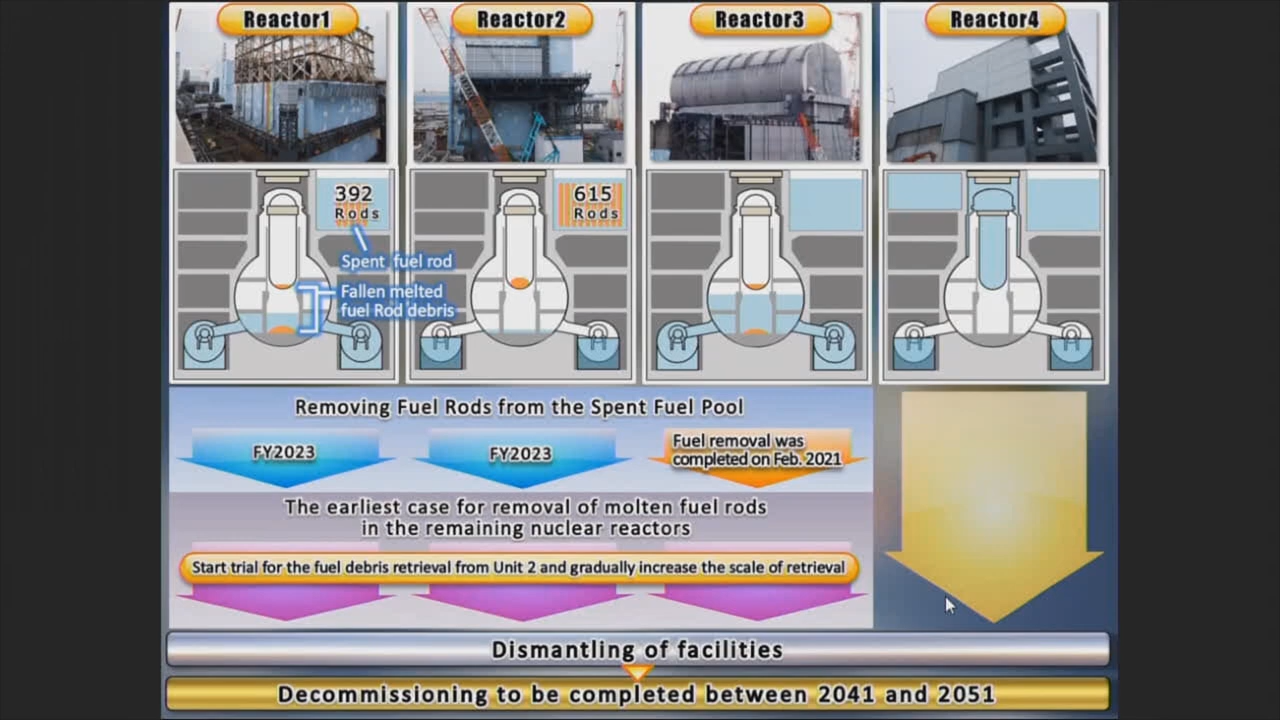 Reactor1
Reactor2
Reactor3
Reactor4
392
Rods
615
Rods
Spent fuel rod
Fallen melted
fuel Rod debris
Removing Fuel Rods from the Spent Fuel Pool
FY2023
FY2023
Fuel removal was
completed on Feb. 2021
The earliest case for removal of molten fuel rods
in the remaining nuclear reactors
Start trial for the fuel debris retrieval from Unit 2 and gradually increase the scale of retrieval
Dismantling of facilities
Decommissioning to be completed between 2041 and 2051